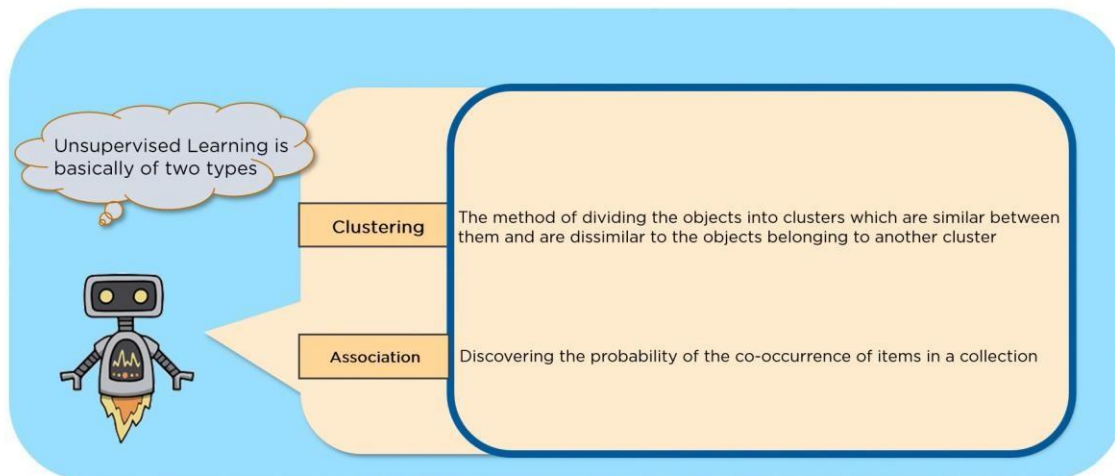 Unsupervised Learning is
basically of two types
Clustering
The method of dividing the objects into clusters which are similar between
them and are dissimilar to the objects belonging to another cluster
Association
Discovering the probability of the co-occurrence of items in a collection